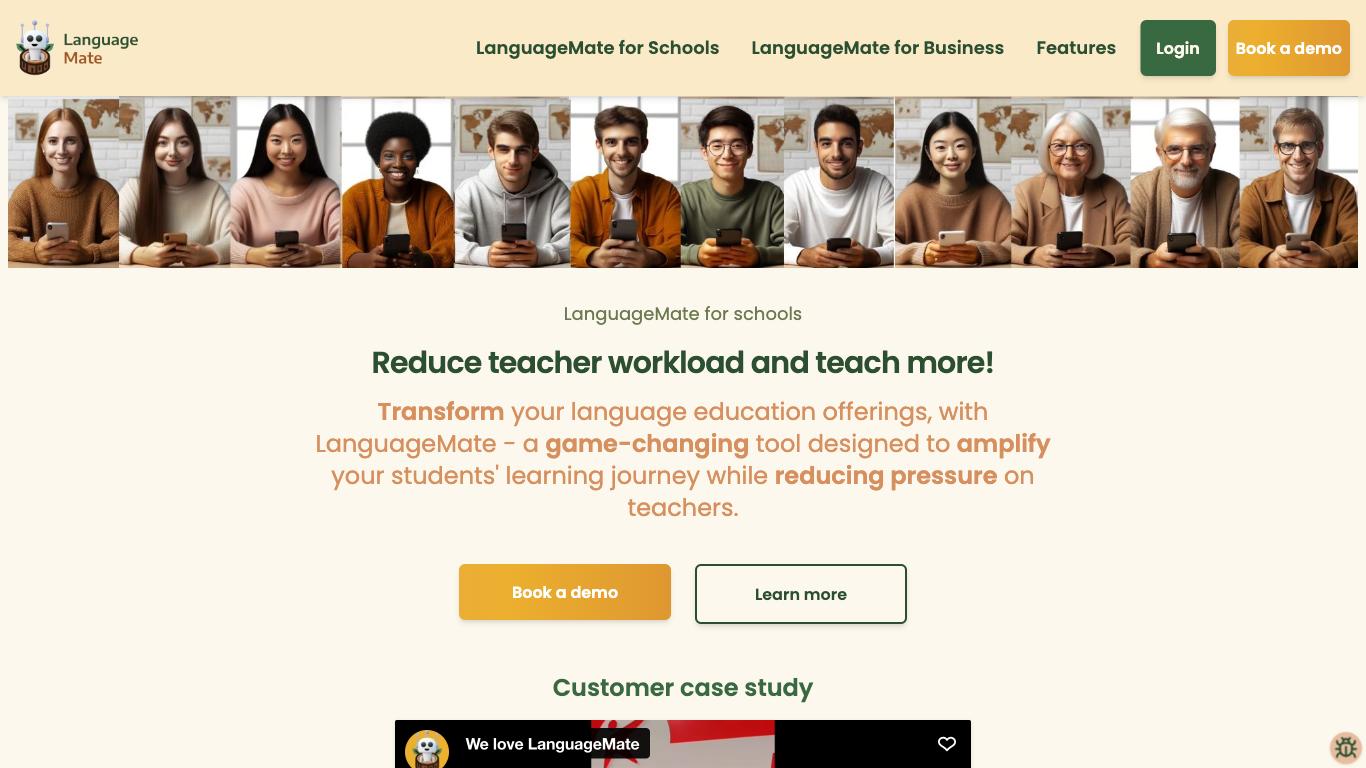 Language
Mate
LanguageMate for Schools
LanguageMate for Business
Features
Login
Book a demo
LanguageMate for schools
Reduce teacher workload and teach more!
Transform your language education offerings, with
LanguageMate - a game-changing tool designed to amplify
your students' learning journey while reducing pressure on
teachers.
Book a demo
Learn more
Customer case study
We love LanguageMate